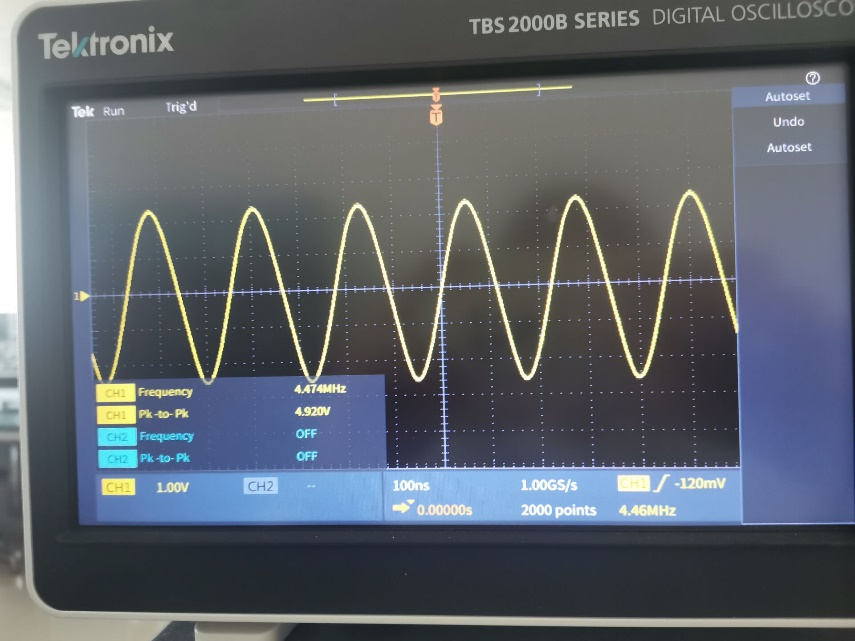 Tektronix
TBS 2000B SERIES DIGITAL OSCILLOSCO
Tek Run Trig'd
?
T
Autoset
Undo
Autoset
1
CH1 Frequency 4.474MHz
CH1 Pk-to-Pk 4.920V
CH2 Frequency OFF
CH2 Pk-to-Pk OFF
CH1 1.00V CH2 -- 100ns 1.00GS/s CH1 -120mV
0.00000s 2000 points 4.46MHz